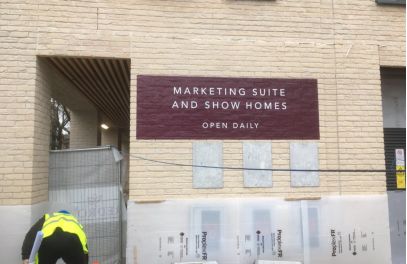 MARKETING SUITE
AND SHOW HOMES
OPEN DAILY